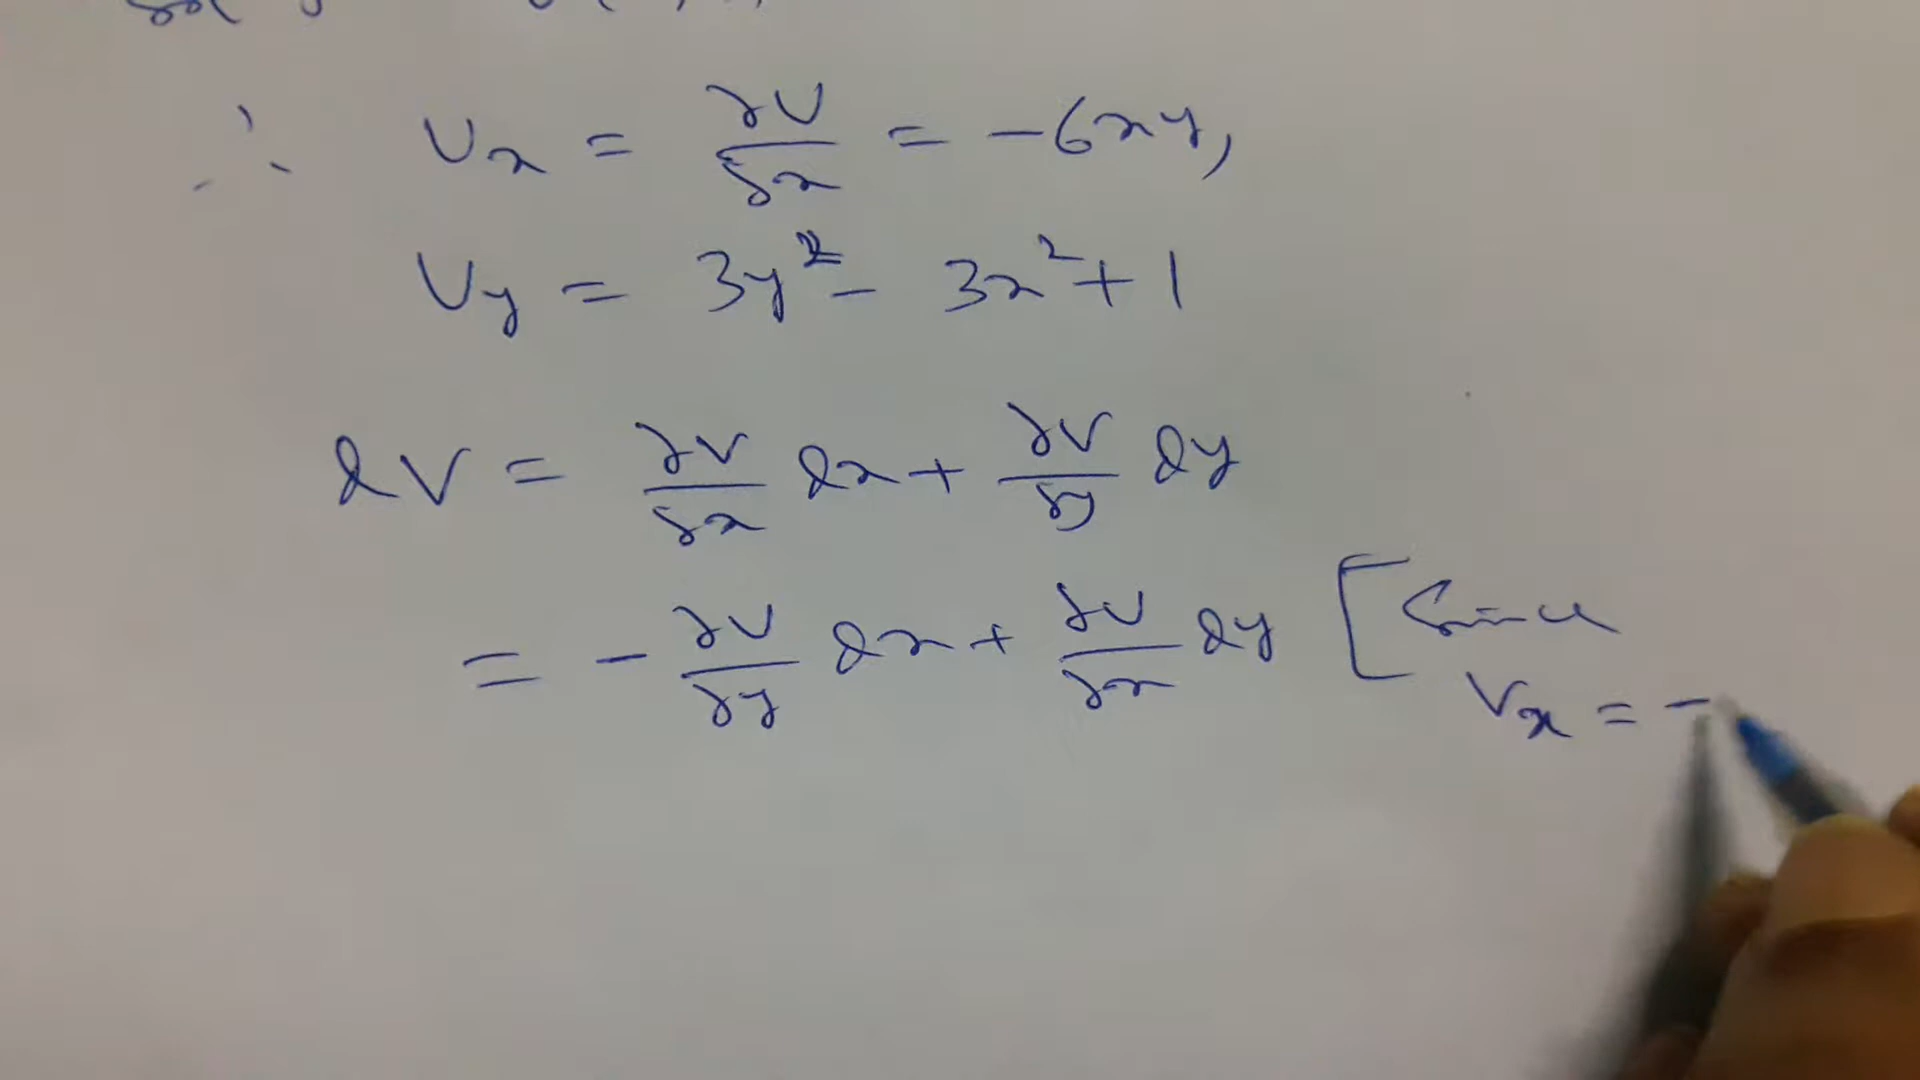 ∴ Ux = ∂U/∂x = -6xy,
Uy = 3y² - 3x² + 1
dV = ∂V/∂x dx + ∂V/∂y dy
= - ∂U/∂y dx + ∂U/∂x dy [Since
Vx = -